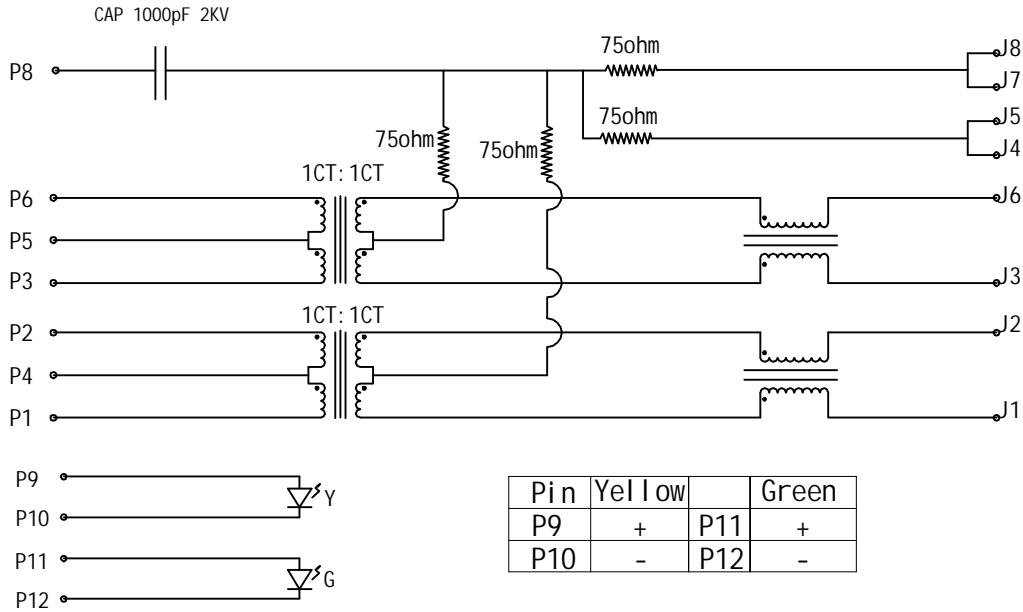 CAP 1000pF 2KV
P8
75ohm
J8
J7
75ohm
J5
J4
75ohm
75ohm
1CT:1CT
P6
J6
P5
P3
J3
1CT:1CT
P2
J2
P4
P1
J1
P9
Y
P10
P11
G
P12
Pin Yellow Green
P9 + P11 +
P10 - P12 -